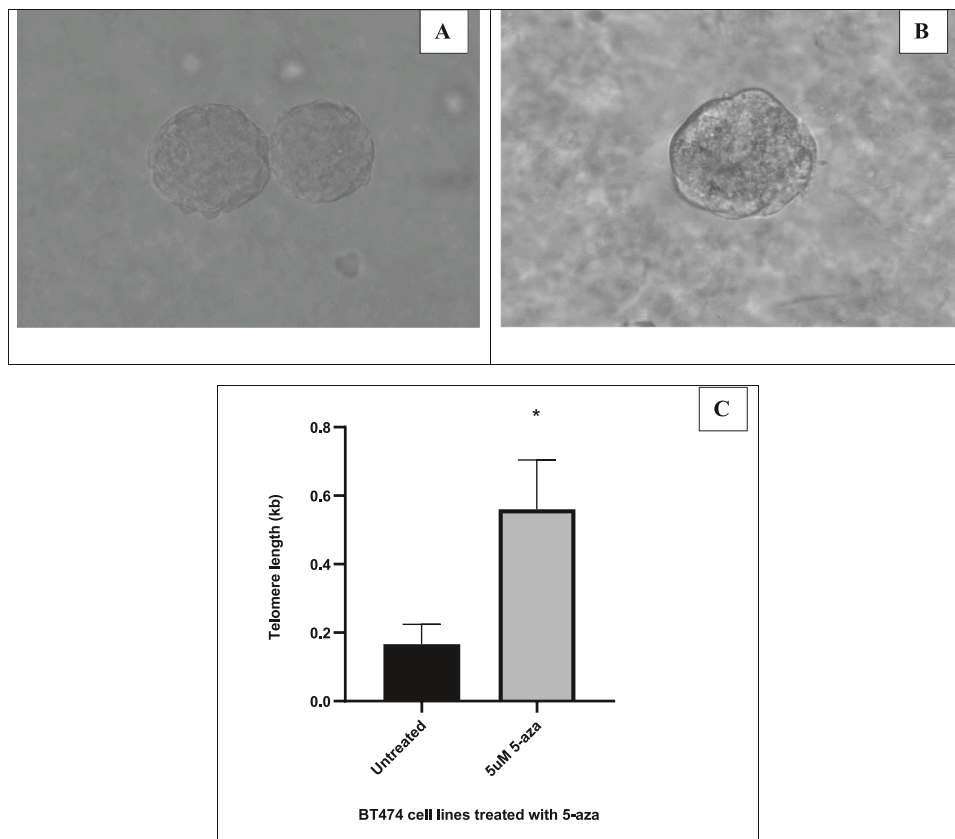 A
B
C
*
0.8
0.6
0.4
0.2
0.0
Telomere length (kb)
Untreated
5uM 5-aza
BT474 cell lines treated with 5-aza